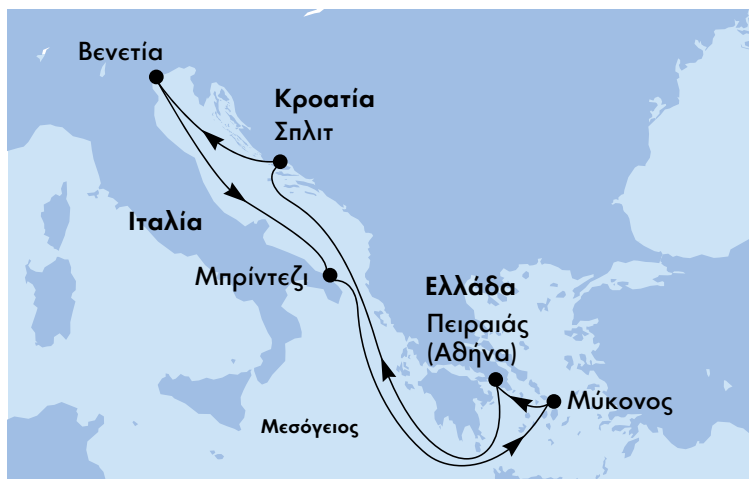 Βενετία
Κροατία
Σπλιτ
Ιταλία
Μπρίντεζι
Ελλάδα
Πειραιάς
(Αθήνα)
Μύκονος
Μεσόγειος